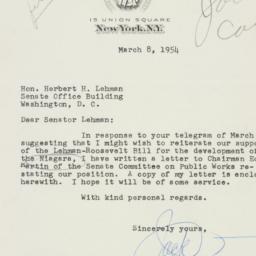 15 UNION SQUARE
New York, N.Y.
March 8, 1954
Hon. Herbert H. Lehman
Senate Office Building
Washington, D. C.
Dear Senator Lehman:
In response to your telegram of March
suggesting that I might wish to reiterate our suppo
of the Lehman-Roosevelt Bill for the development of
the Niagara, I have written a letter to Chairman
Martin of the Senate Committee on Public Works re-
stating our position. A copy of my letter is enclo
herewith. I hope it will be of some service.
With kind personal regards.
Sincerely yours,
Jack